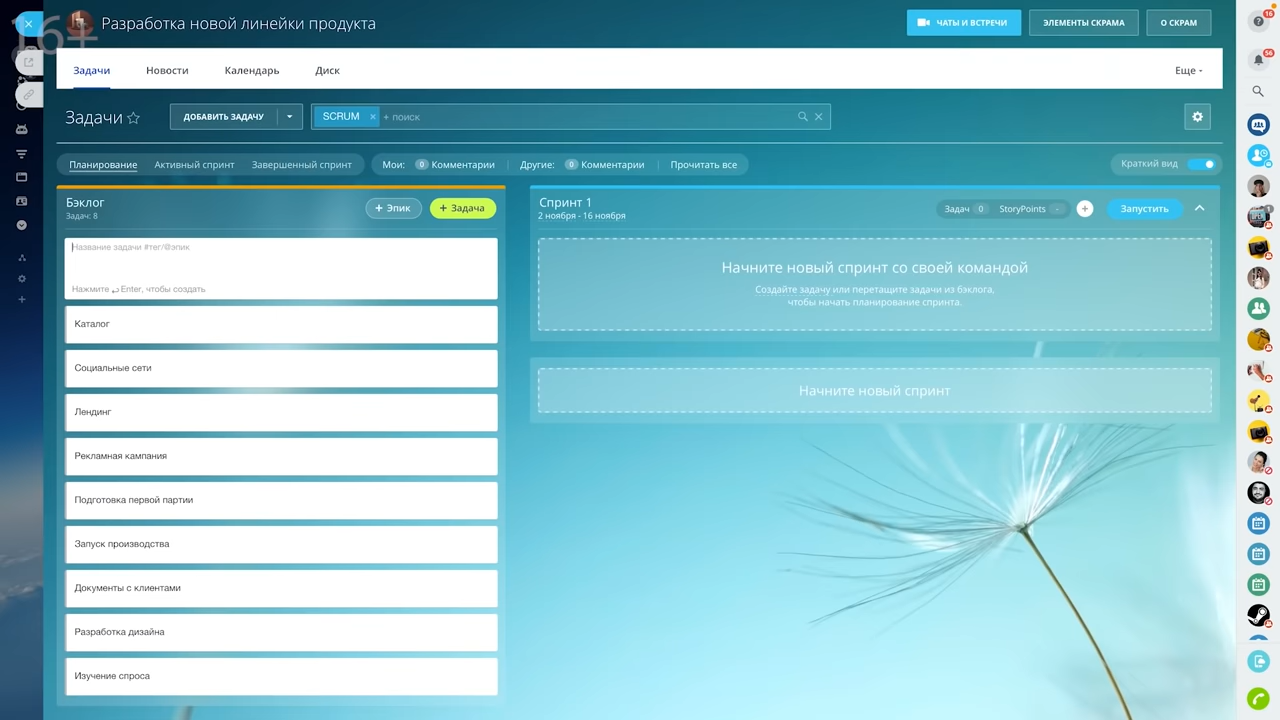 16+
Разработка новой линейки продукта
ЧАТЫ И ВСТРЕЧИ
ЭЛЕМЕНТЫ СКРАМА
О СКРАМ
16
Задачи
Новости
Календарь
Диск
Еще
56
Задачи
ДОБАВИТЬ ЗАДАЧУ
SCRUM
+ поиск
Планирование
Активный спринт
Завершенный спринт
Мои: 0 Комментарии
Другие: 0 Комментарии
Прочитать все
Краткий вид
Бэклог
Задач: 8
+ Эпик
+ Задача
Название задачи #тег/@эпик
Нажмите Enter, чтобы создать
Каталог
Социальные сети
Лендинг
Рекламная кампания
Подготовка первой партии
Запуск производства
Документы с клиентами
Разработка дизайна
Изучение спроса
Спринт 1
2 ноября - 16 ноября
Задач 0
StoryPoints -
+
Запустить
Начните новый спринт со своей командой
Создайте задачу или перетащите задачи из бэклога,
чтобы начать планирование спринта.
Начните новый спринт